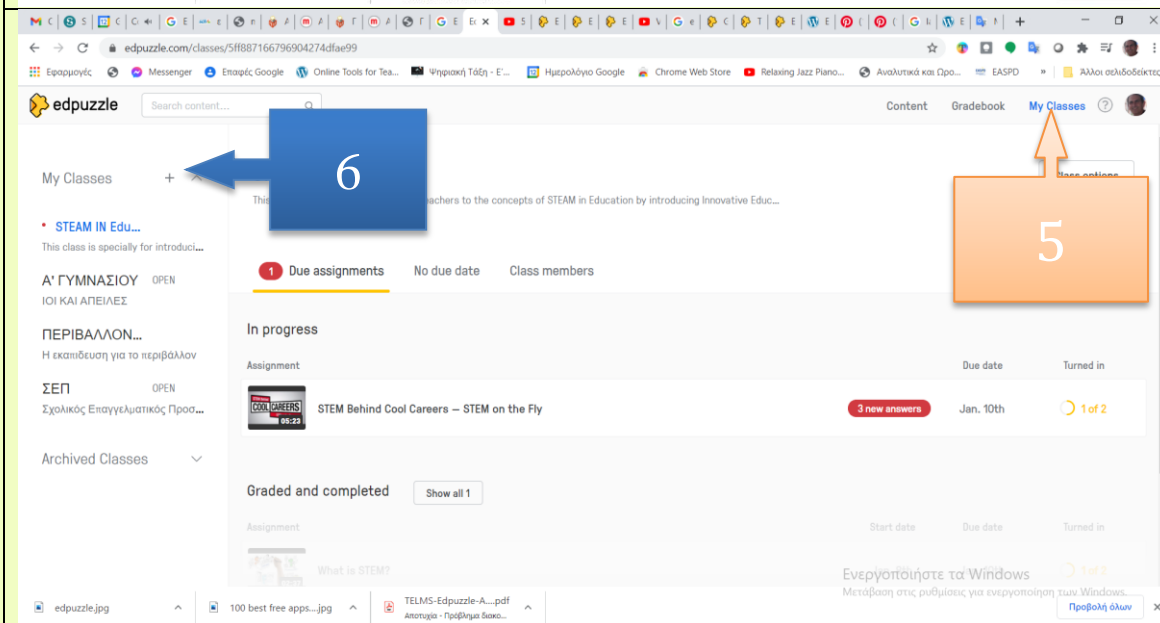 edpuzzle.com/classes/5ff887166796904274dfae99
Εφαρμογές Messenger Επαφές Google Online Tools for Tea... Ψηφιακή Τάξη - Ε'... Ημερολόγιο Google Chrome Web Store Relaxing Jazz Piano... Αναλυτικά και Ωρο... EASPD » Άλλοι σελιδοδείκτες
edpuzzle Search content... Content Gradebook My Classes ?
6
5
My Classes +
Class options
achers to the concepts of STEAM in Education by introducing Innovative Educ...
STEAM IN Edu...
This class is specially for introduci...
1 Due assignments No due date Class members
Α' ΓΥΜΝΑΣΙΟΥ OPEN
ΙΟΙ ΚΑΙ ΑΠΕΙΛΕΣ
In progress
ΠΕΡΙΒΑΛΛΟΝ...
Η εκαπιδευση για το περιβάλλον
Assignment Due date Turned in
ΣΕΠ OPEN
Σχολικός Επαγγελματικός Προσ...
COOL CAREERS 05:23 STEM Behind Cool Careers – STEM on the Fly 3 new answers Jan. 10th 1 of 2
Archived Classes
Graded and completed Show all 1
Assignment Start date Due date Turned in
What is STEM?
Ενεργοποιήστε τα Windows
Μετάβαση στις ρυθμίσεις για ενεργοποίηση των Windows.
edpuzzle.jpg 100 best free apps....jpg TELMS-Edpuzzle-A....pdf
Αποτυχία - Πρόβλημα διακο...
Προβολή όλων